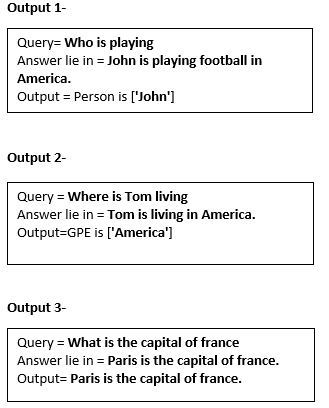 Output 1-
Query= Who is playing
Answer lie in = John is playing football in
America.
Output = Person is ['John']
Output 2-
Query = Where is Tom living
Answer lie in = Tom is living in America.
Output=GPE is ['America']
Output 3-
Query = What is the capital of france
Answer lie in = Paris is the capital of france.
Output= Paris is the capital of france.